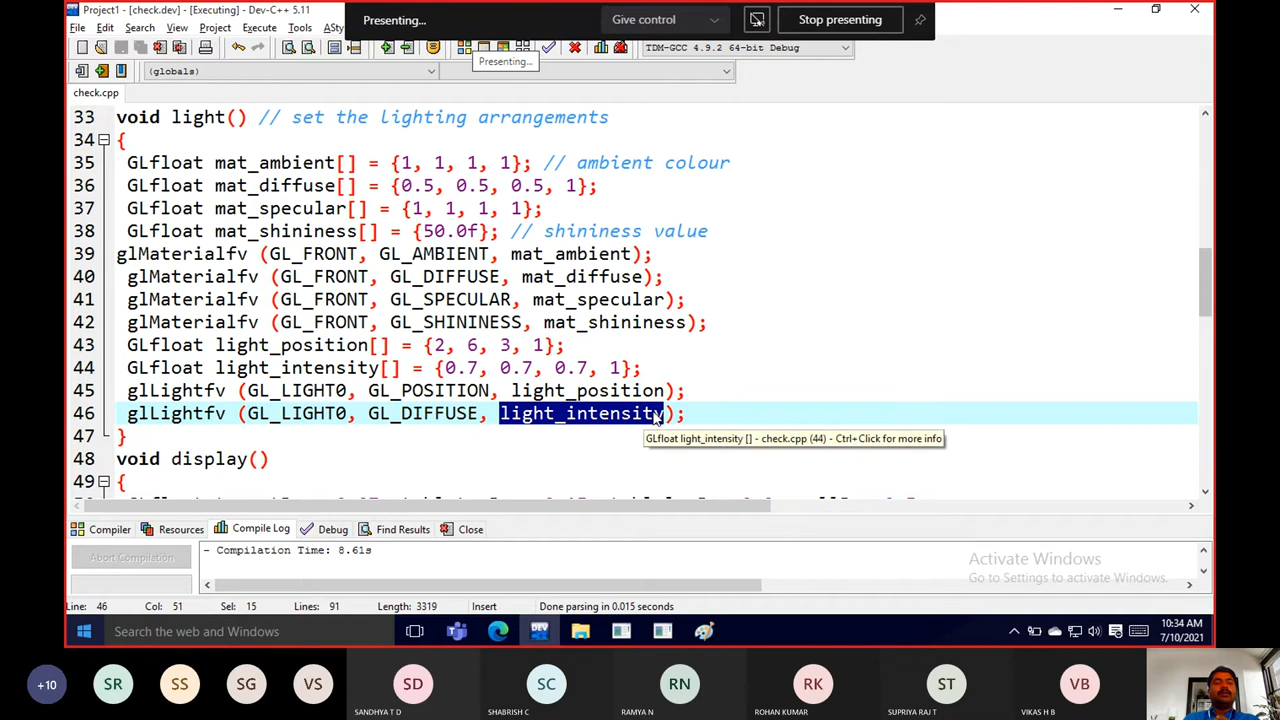 Project1 - [check.dev] - [Executing] - Dev-C++ 5.11
Presenting...
Give control
Stop presenting
File Edit Search View Project Execute Tools AStyle
Presenting...
TDM-GCC 4.9.2 64-bit Debug
(globals)
check.cpp
33 void light() // set the lighting arrangements
34 {
35 GLfloat mat_ambient[] = {1, 1, 1, 1}; // ambient colour
36 GLfloat mat_diffuse[] = {0.5, 0.5, 0.5, 1};
37 GLfloat mat_specular[] = {1, 1, 1, 1};
38 GLfloat mat_shininess[] = {50.0f}; // shininess value
39 glMaterialfv (GL_FRONT, GL_AMBIENT, mat_ambient);
40 glMaterialfv (GL_FRONT, GL_DIFFUSE, mat_diffuse);
41 glMaterialfv (GL_FRONT, GL_SPECULAR, mat_specular);
42 glMaterialfv (GL_FRONT, GL_SHININESS, mat_shininess);
43 GLfloat light_position[] = {2, 6, 3, 1};
44 GLfloat light_intensity[] = {0.7, 0.7, 0.7, 1};
45 glLightfv (GL_LIGHT0, GL_POSITION, light_position);
46 glLightfv (GL_LIGHT0, GL_DIFFUSE, light_intensity);
GLfloat light_intensity [] - check.cpp (44) - Ctrl+Click for more info
47 }
48 void display()
49 {
Compiler Resources Compile Log Debug Find Results Close
Abort Compilation
- Compilation Time: 8.61s
Activate Windows
Go to Settings to activate Windows.
Line: 46 Col: 51 Sel: 15 Lines: 91 Length: 3319 Insert Done parsing in 0.015 seconds
Search the web and Windows
DEV
10:34 AM
7/10/2021
+10 SR SS SG VS SD SC RN RK ST VB
SANDHYA T D SHABRISH C RAMYA N ROHAN KUMAR SUPRIYA RAJ T VIKAS H B